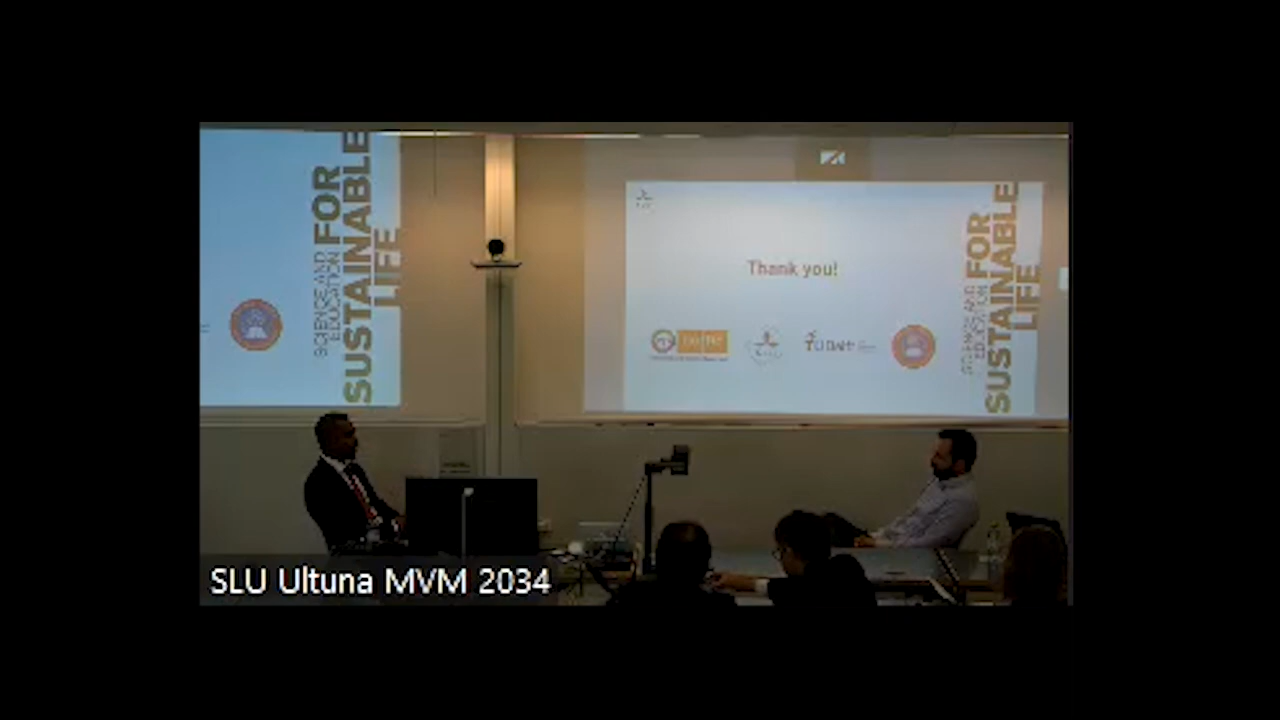 SCIENCE AND
EDUCATION FOR
SUSTAINABLE
LIFE
Thank you!
SCIENCE AND
EDUCATION FOR
SUSTAINABLE
LIFE
SLU Ultuna MVM 2034